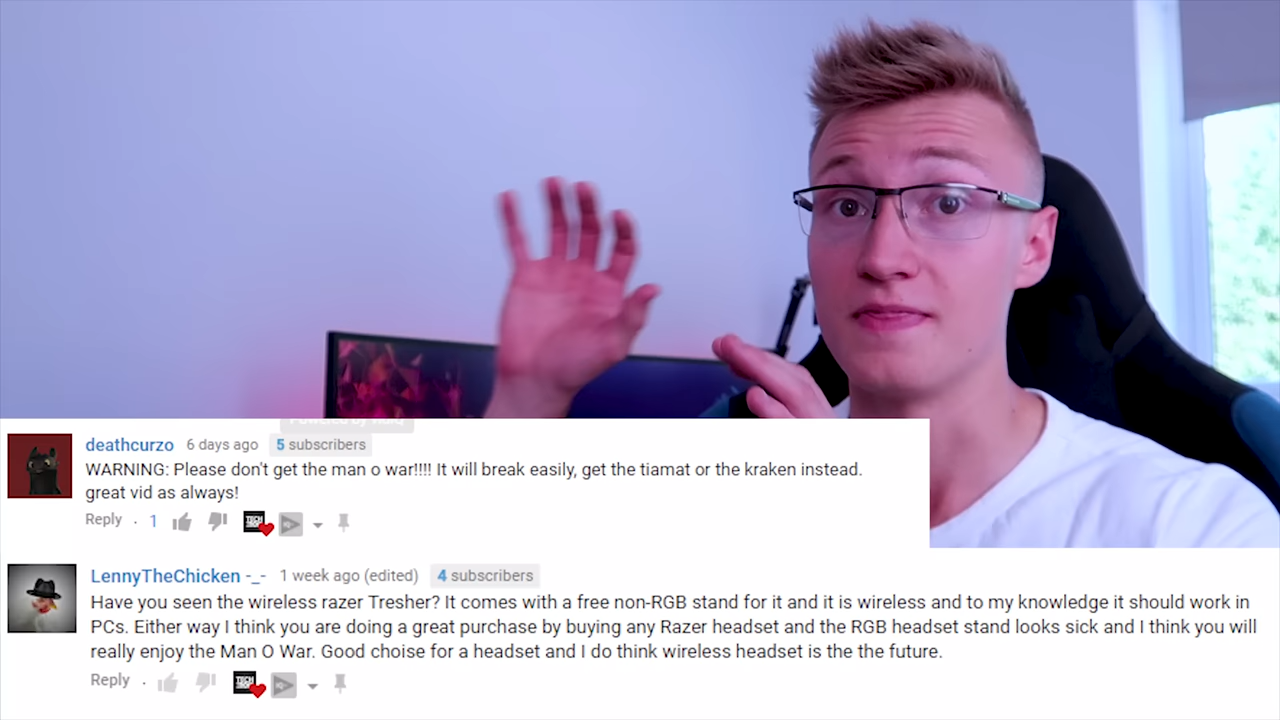 Powered by vidIQ
deathcurzo 6 days ago 5 subscribers
WARNING: Please don't get the man o war!!!! It will break easily, get the tiamat or the kraken instead.
great vid as always!
Reply · 1
LennyTheChicken -_- 1 week ago (edited) 4 subscribers
Have you seen the wireless razer Tresher? It comes with a free non-RGB stand for it and it is wireless and to my knowledge it should work in
PCs. Either way I think you are doing a great purchase by buying any Razer headset and the RGB headset stand looks sick and I think you will
really enjoy the Man O War. Good choise for a headset and I do think wireless headset is the the future.
Reply ·